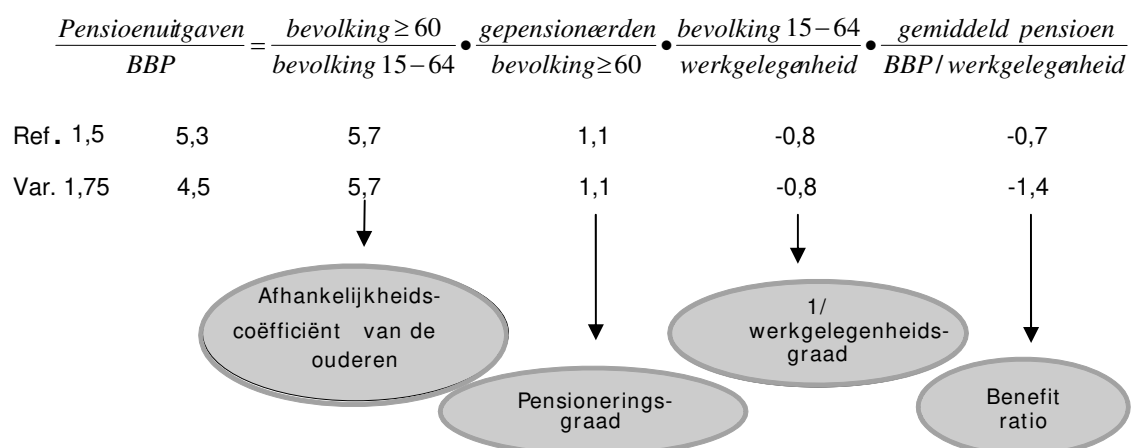 Pensioenuitgaven / BBP = bevolking ≥ 60 / bevolking 15−64 • gepensioneerden / bevolking≥60 • bevolking 15−64 / werkgelegenheid • gemiddeld pensioen / BBP/werkgelegenheid
Ref. 1,5 5,3 5,7 1,1 -0,8 -0,7
Var. 1,75 4,5 5,7 1,1 -0,8 -1,4
Afhankelijkheids-
coëfficiënt van de
ouderen
Pensionerings-
graad
1/
werkgelegenheids-
graad
Benefit
ratio